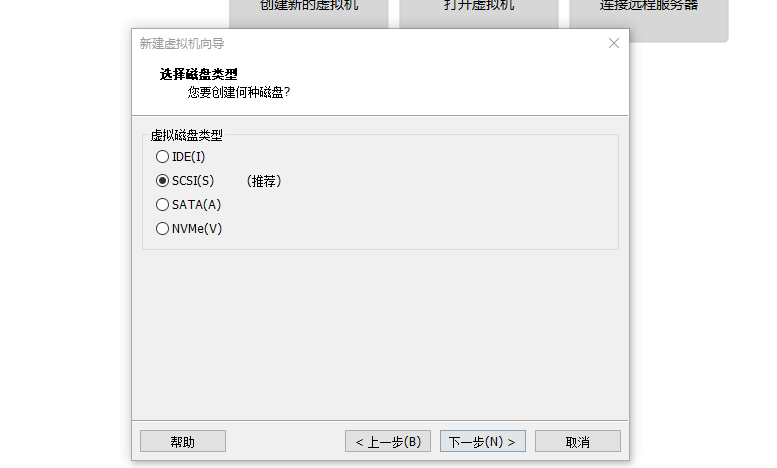 创建新的虚拟机 打开虚拟机 连接远程服务器
新建虚拟机向导
选择磁盘类型
您要创建何种磁盘?
虚拟磁盘类型
IDE(I)
SCSI(S) （推荐）
SATA(A)
NVMe(V)
帮助 < 上一步(B) 下一步(N) > 取消